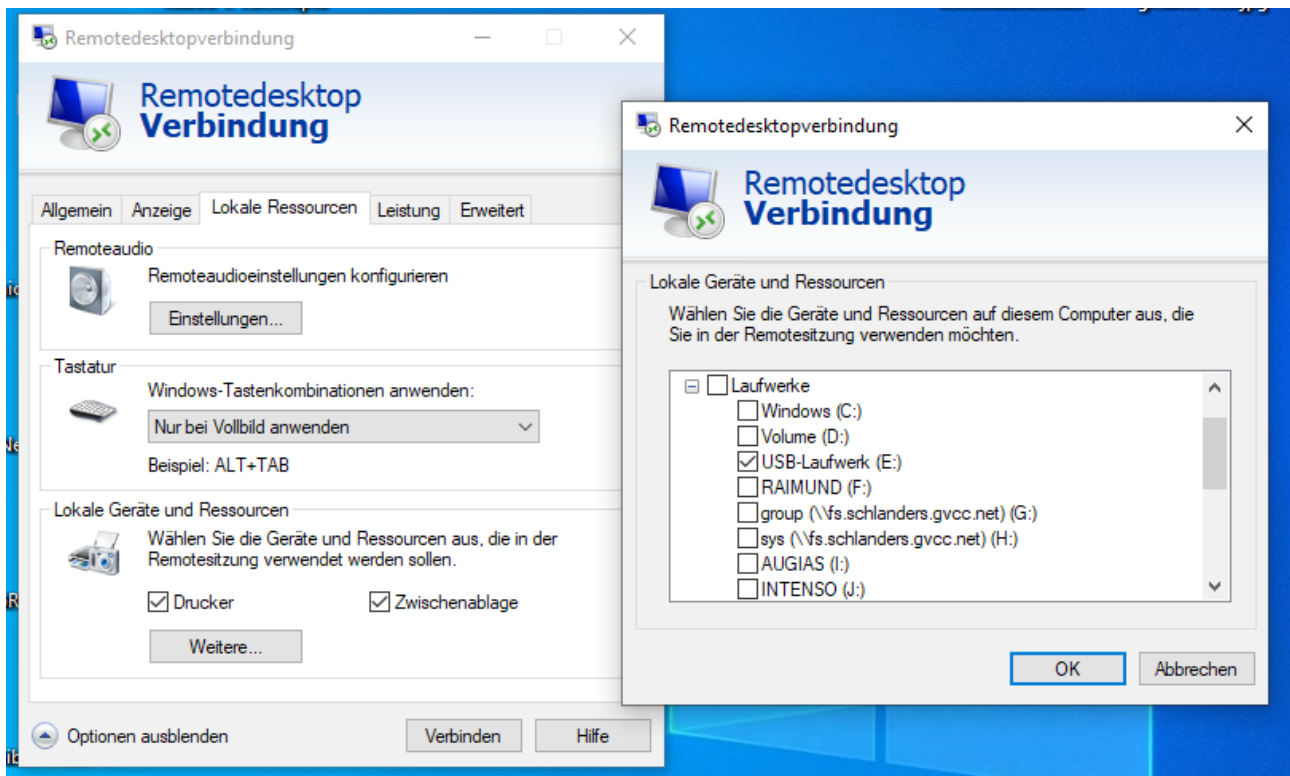 Remotedesktopverbindung
Remotedesktop
Verbindung
Allgemein Anzeige Lokale Ressourcen Leistung Erweitert
Remoteaudio
Remoteaudioeinstellungen konfigurieren
Einstellungen...
Tastatur
Windows-Tastenkombinationen anwenden:
Nur bei Vollbild anwenden
Beispiel: ALT+TAB
Lokale Geräte und Ressourcen
Wählen Sie die Geräte und Ressourcen aus, die in der
Remotesitzung verwendet werden sollen.
Drucker Zwischenablage
Weitere...
Optionen ausblenden Verbinden Hilfe
Remotedesktopverbindung
Remotedesktop
Verbindung
Lokale Geräte und Ressourcen
Wählen Sie die Geräte und Ressourcen auf diesem Computer aus, die
Sie in der Remotesitzung verwenden möchten.
Laufwerke
Windows (C:)
Volume (D:)
USB-Laufwerk (E:)
RAIMUND (F:)
group (\\fs.schlanders.gvcc.net) (G:)
sys (\\fs.schlanders.gvcc.net) (H:)
AUGIAS (I:)
INTENSO (J:)
OK Abbrechen